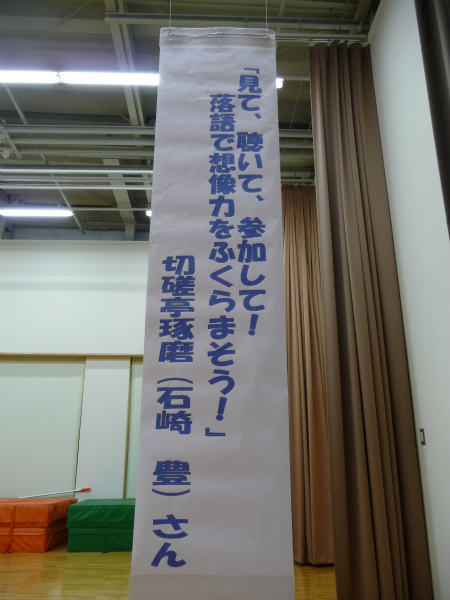 「見て、聴いて、参加して！
落語で想像力をふくらまそう！」
切磋亭琢磨（石崎　豊）さん